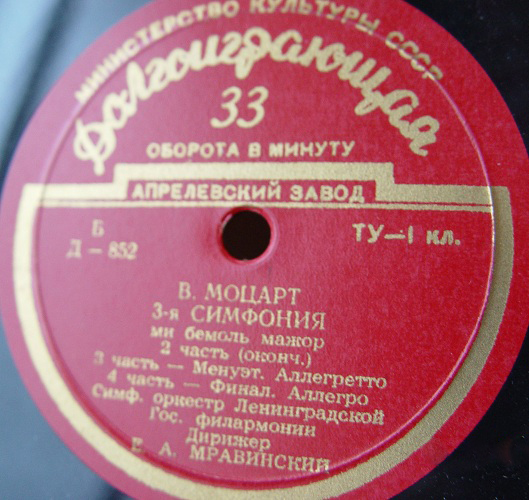 МИНИСТЕРСТВО КУЛЬТУРЫ СССР
Долгоиграющая
33
ОБОРОТА В МИНУТУ
АПРЕЛЕВСКИЙ ЗАВОД
Б
Д — 852
ТУ—1 кл.
В. МОЦАРТ
3-я СИМФОНИЯ
ми бемоль мажор
2 часть (оконч.)
3 часть — Менуэт. Аллегретто
4 часть — Финал. Аллегро
Симф. оркестр Ленинградской
Гос. филармонии
Дирижер
Е. А. МРАВИНСКИЙ